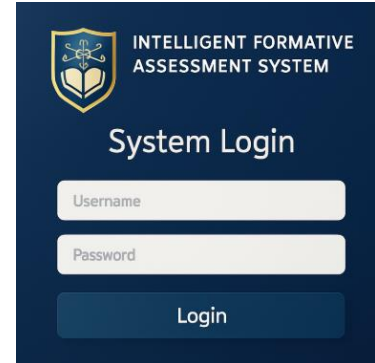 INTELLIGENT FORMATIVE
ASSESSMENT SYSTEM
System Login
Username
Password
Login